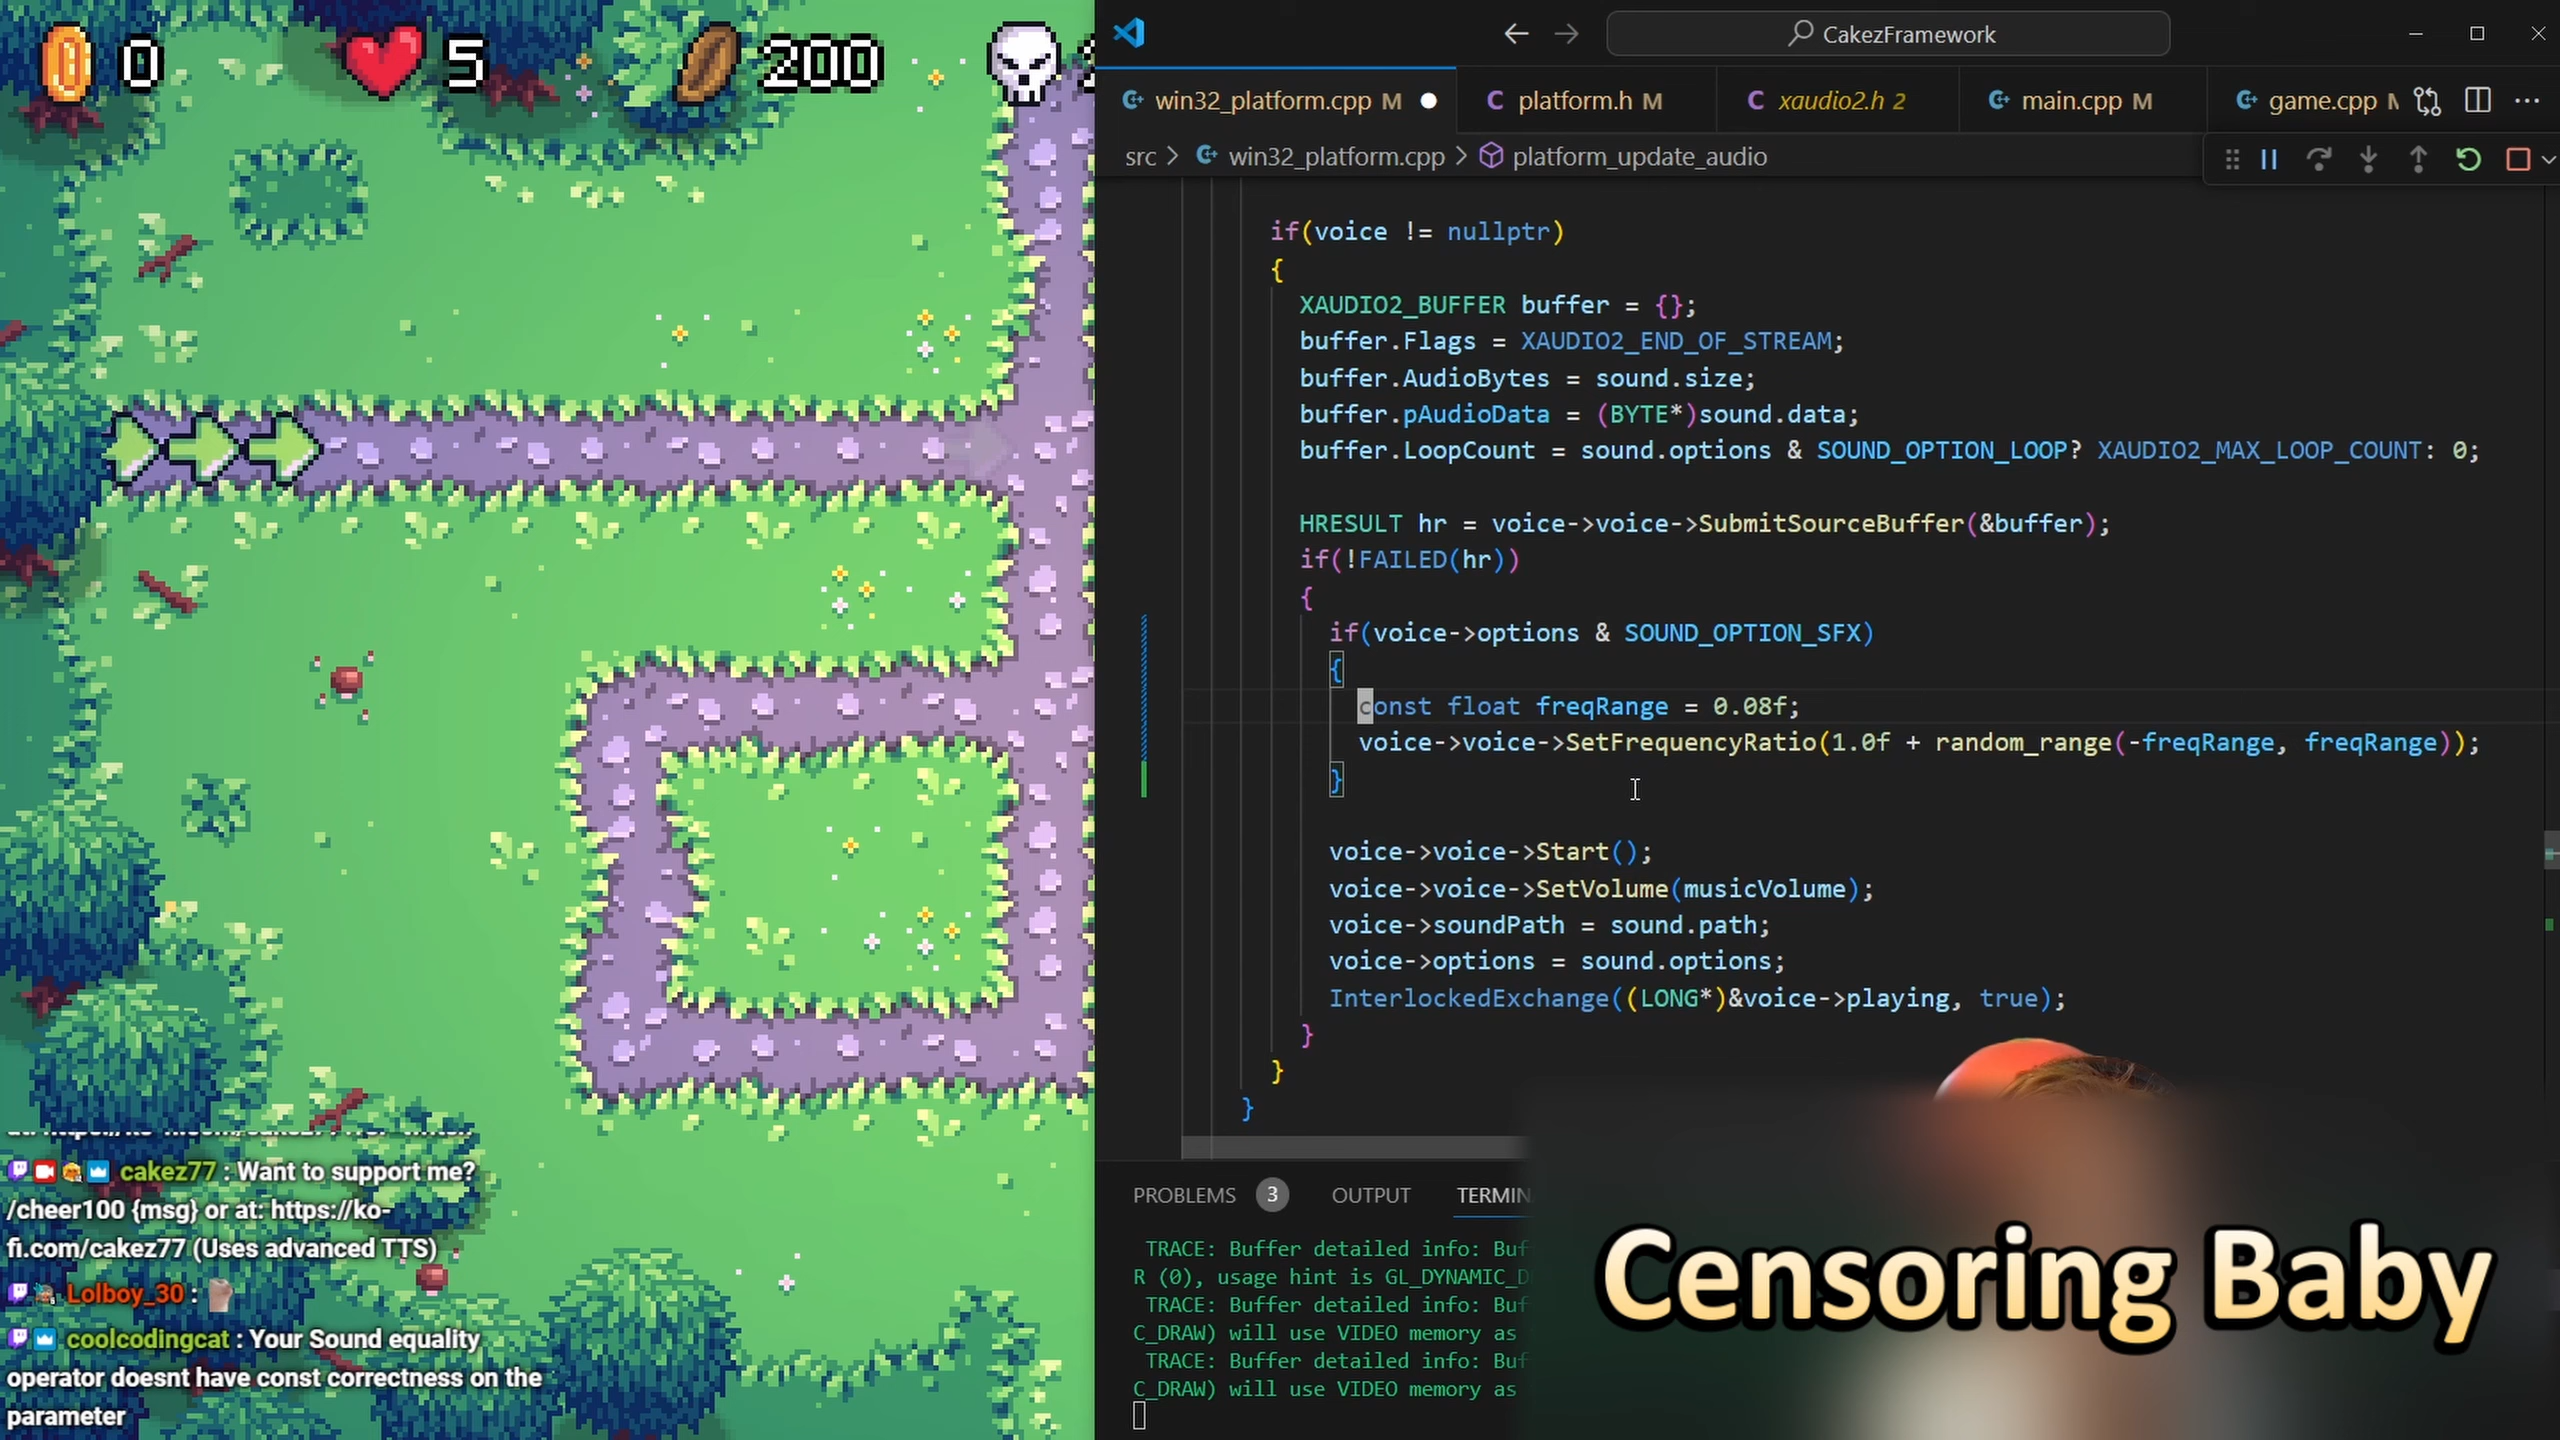 0
5
200
CakezFramework
win32_platform.cpp M
platform.h M
xaudio2.h 2
main.cpp M
game.cpp
src > win32_platform.cpp > platform_update_audio
if(voice != nullptr)
{
XAUDIO2_BUFFER buffer = {};
buffer.Flags = XAUDIO2_END_OF_STREAM;
buffer.AudioBytes = sound.size;
buffer.pAudioData = (BYTE*)sound.data;
buffer.LoopCount = sound.options & SOUND_OPTION_LOOP? XAUDIO2_MAX_LOOP_COUNT: 0;
HRESULT hr = voice->voice->SubmitSourceBuffer(&buffer);
if(!FAILED(hr))
{
if(voice->options & SOUND_OPTION_SFX)
{
const float freqRange = 0.08f;
voice->voice->SetFrequencyRatio(1.0f + random_range(-freqRange, freqRange));
}
voice->voice->Start();
voice->voice->SetVolume(musicVolume);
voice->soundPath = sound.path;
voice->options = sound.options;
InterlockedExchange((LONG*)&voice->playing, true);
}
}
}
PROBLEMS 3 OUTPUT
TRACE: Buffer detailed info:
R (0), usage hint is
TRACE: Buffer detailed info:
C_DRAW) will use VIDEO memory as
TRACE: Buffer detailed info:
C_DRAW) will use VIDEO memory as
Censoring Baby
cakez77 : Want to support me?
/cheer100 {msg} or at: https://ko-
fi.com/cakez77 (Uses advanced TTS)
Lolboy_30 :
coolcodingcat : Your Sound equality
operator doesnt have const correctness on the
parameter